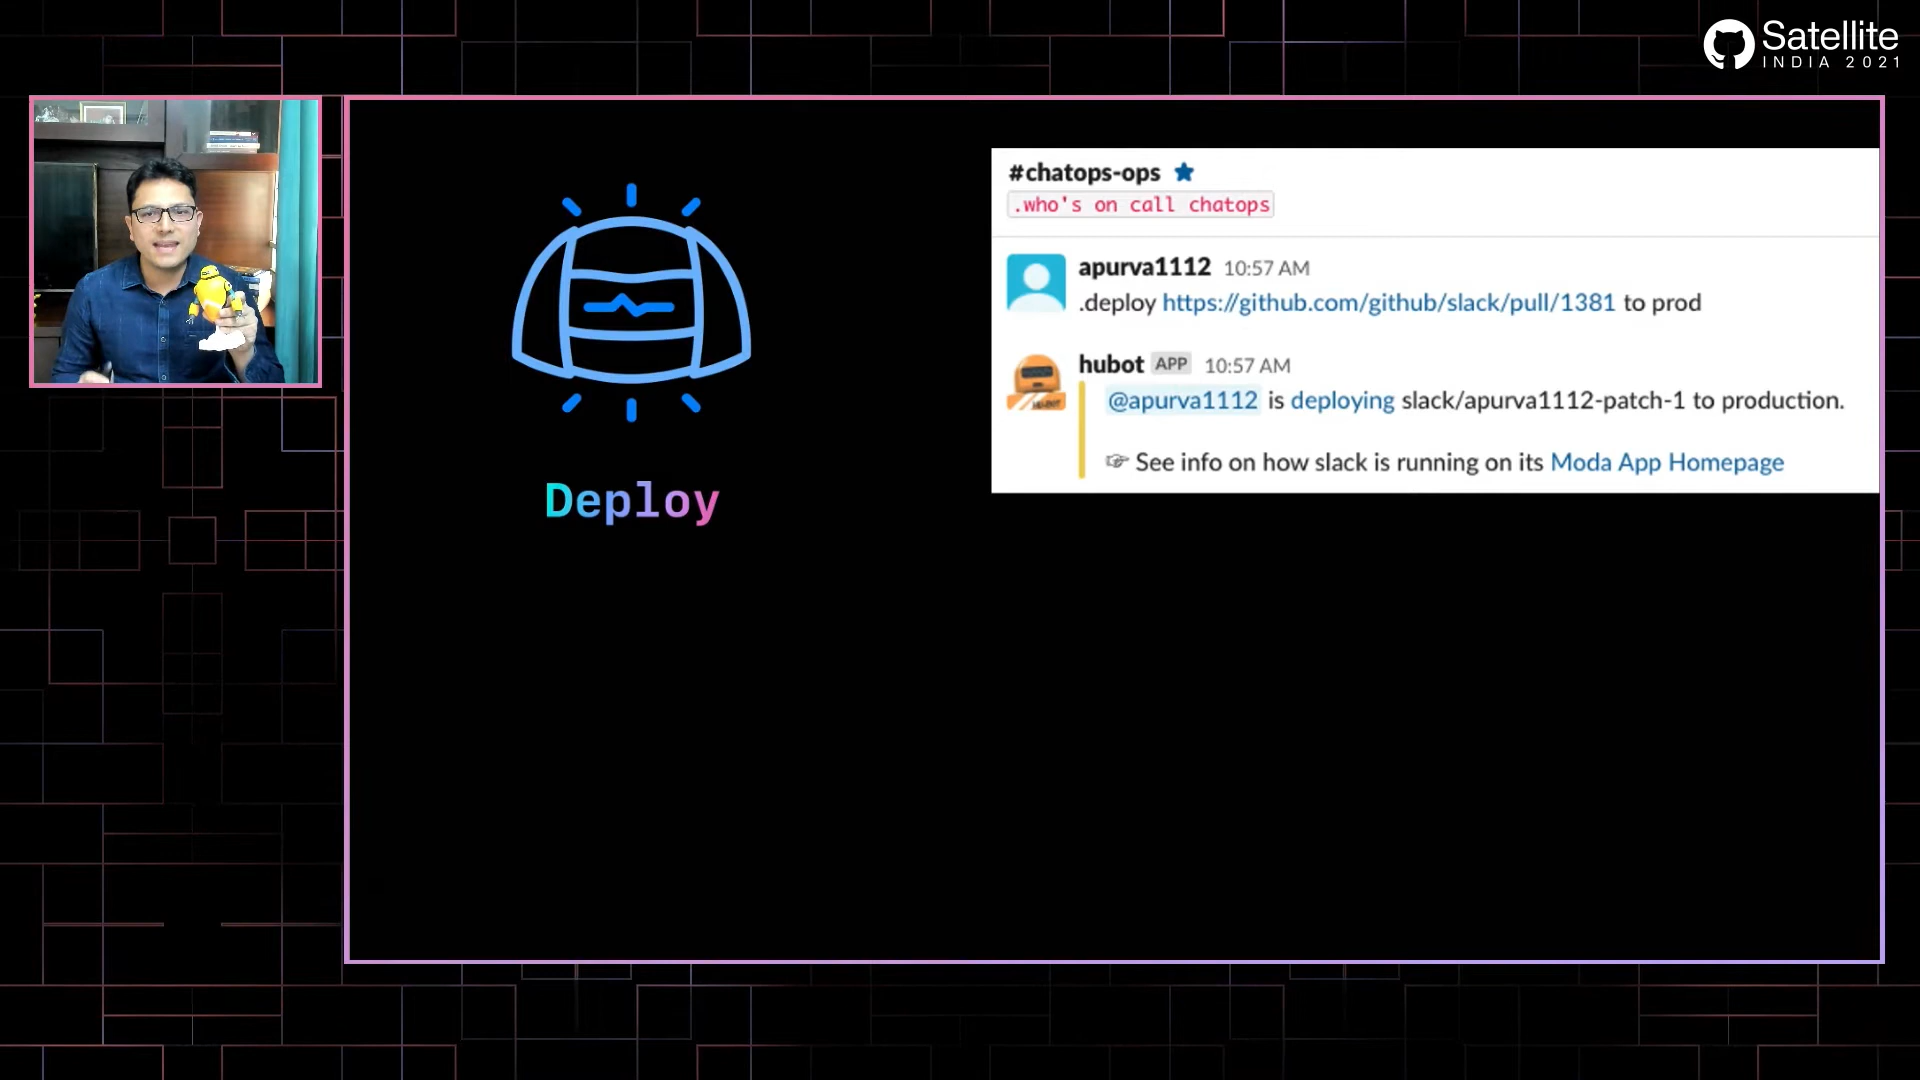 Satellite
INDIA 2021
#chatops-ops
.who's on call chatops
apurva1112 10:57 AM
.deploy https://github.com/github/slack/pull/1381 to prod
hubot APP 10:57 AM
@apurva1112 is deploying slack/apurva1112-patch-1 to production.
☞ See info on how slack is running on its Moda App Homepage
Deploy